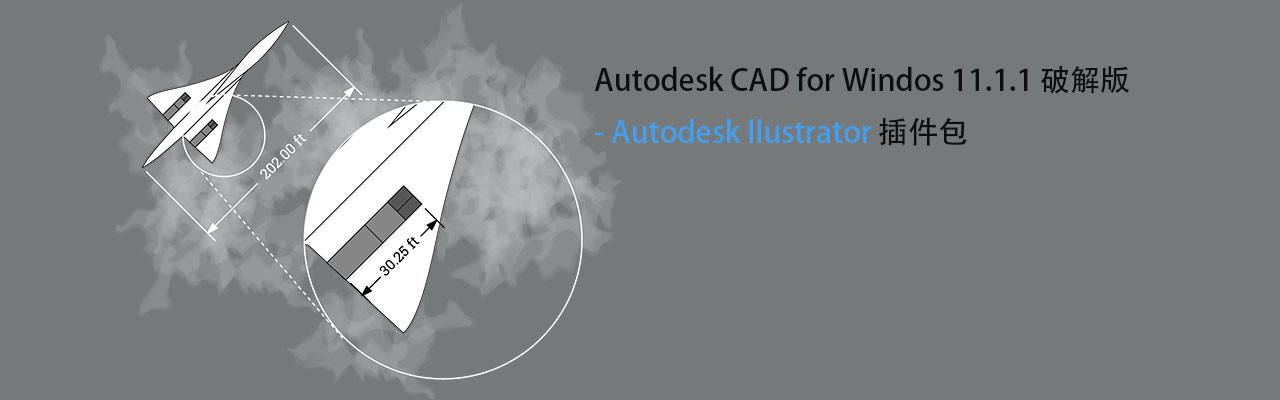 Autodesk CAD for Windos 11.1.1 破解版
- Autodesk llustrator 插件包
202.00 ft
30.25 ft